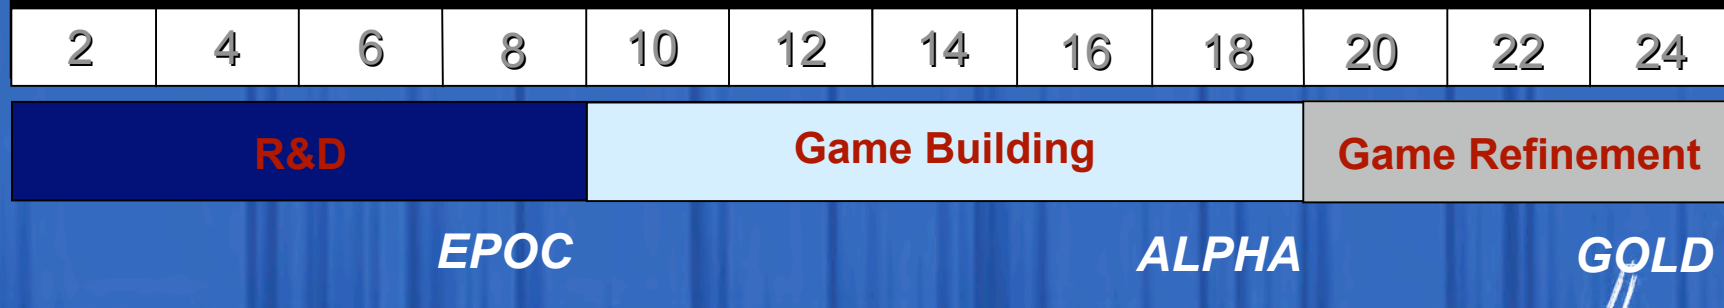 2 4 6 8 10 12 14 16 18 20 22 24
R&D Game Building Game Refinement
EPOC ALPHA GOLD